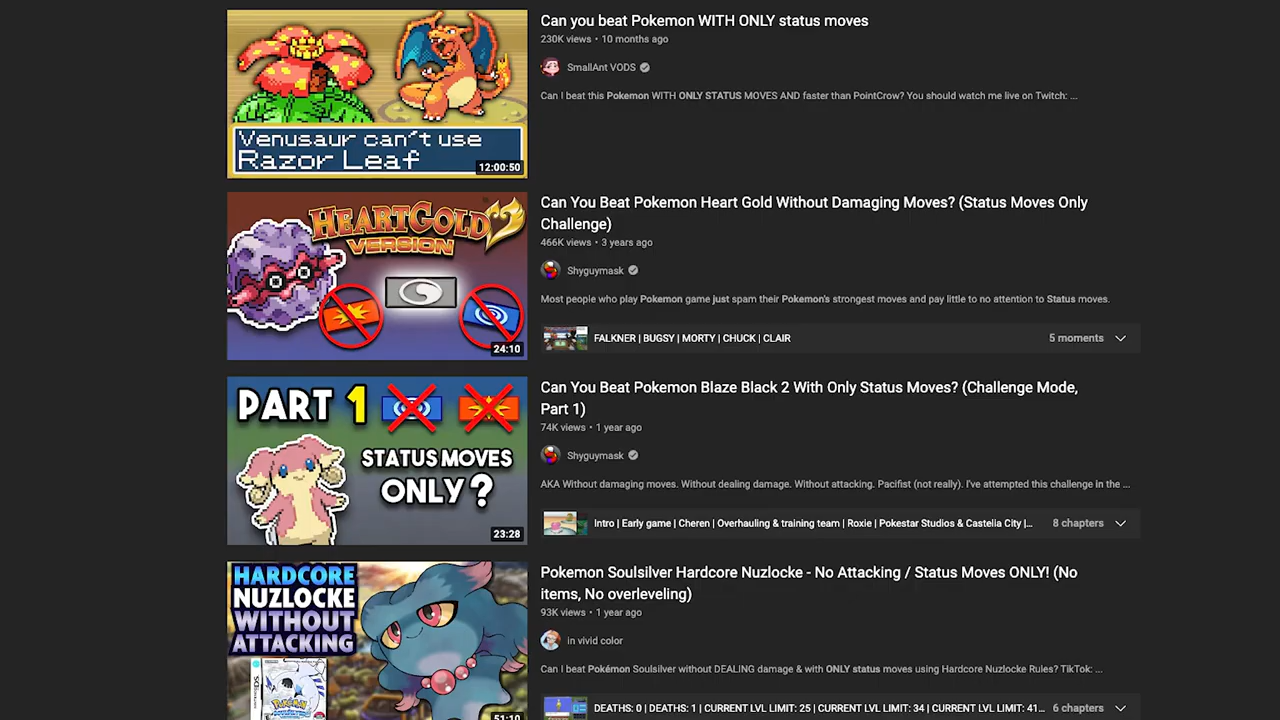 Can you beat Pokemon WITH ONLY status moves
230K views • 10 months ago
SmallAnt VODS
Can I beat this Pokemon WITH ONLY STATUS MOVES AND faster than PointCrow? You should watch me live on Twitch: ...
Venusaur can't use
Razor Leaf
12:00:50
HEARTGOLD
VERSION
24:10
Can You Beat Pokemon Heart Gold Without Damaging Moves? (Status Moves Only
Challenge)
466K views • 3 years ago
Shyguymask
Most people who play Pokemon game just spam their Pokemon's strongest moves and pay little to no attention to Status moves.
FALKNER | BUGSY | MORTY | CHUCK | CLAIR
5 moments
PART 1
STATUS MOVES
ONLY?
23:28
Can You Beat Pokemon Blaze Black 2 With Only Status Moves? (Challenge Mode,
Part 1)
74K views • 1 year ago
Shyguymask
AKA Without damaging moves. Without dealing damage. Without attacking. Pacifist (not really). I've attempted this challenge in the ...
Intro | Early game | Cheren | Overhauling & training team | Roxie | Pokestar Studios & Castelia City |...
8 chapters
HARDCORE
NUZLOCKE
WITHOUT
ATTACKING
51:10
Pokemon Soulsilver Hardcore Nuzlocke - No Attacking / Status Moves ONLY! (No
items, No overleveling)
93K views • 1 year ago
in vivid color
Can I beat Pokémon Soulsilver without DEALING damage & with ONLY status moves using Hardcore Nuzlocke Rules? TikTok: ...
DEATHS: 0 | DEATHS: 1 | CURRENT LVL LIMIT: 25 | CURRENT LVL LIMIT: 34 | CURRENT LVL LIMIT: 41...
6 chapters